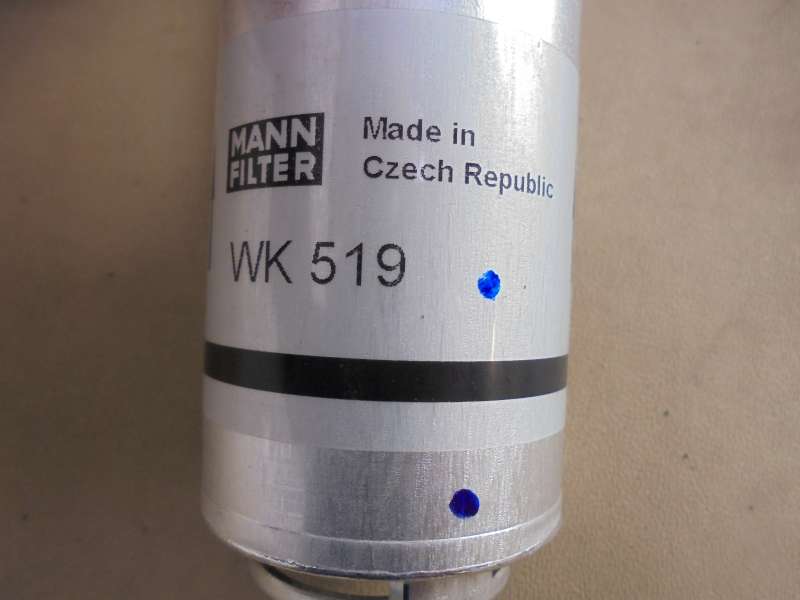 MANN
FILTER
Made in
Czech Republic
WK 519